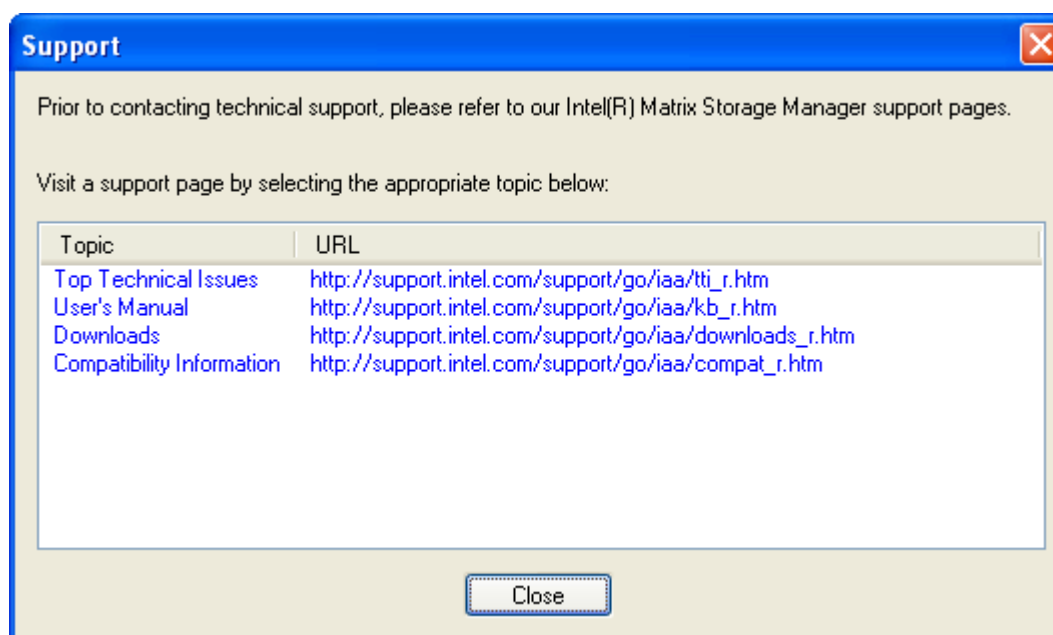 Support
Prior to contacting technical support, please refer to our Intel(R) Matrix Storage Manager support pages.
Visit a support page by selecting the appropriate topic below:
Topic URL
Top Technical Issues http://support.intel.com/support/go/iaa/tti_r.htm
User's Manual http://support.intel.com/support/go/iaa/kb_r.htm
Downloads http://support.intel.com/support/go/iaa/downloads_r.htm
Compatibility Information http://support.intel.com/support/go/iaa/compat_r.htm
Close